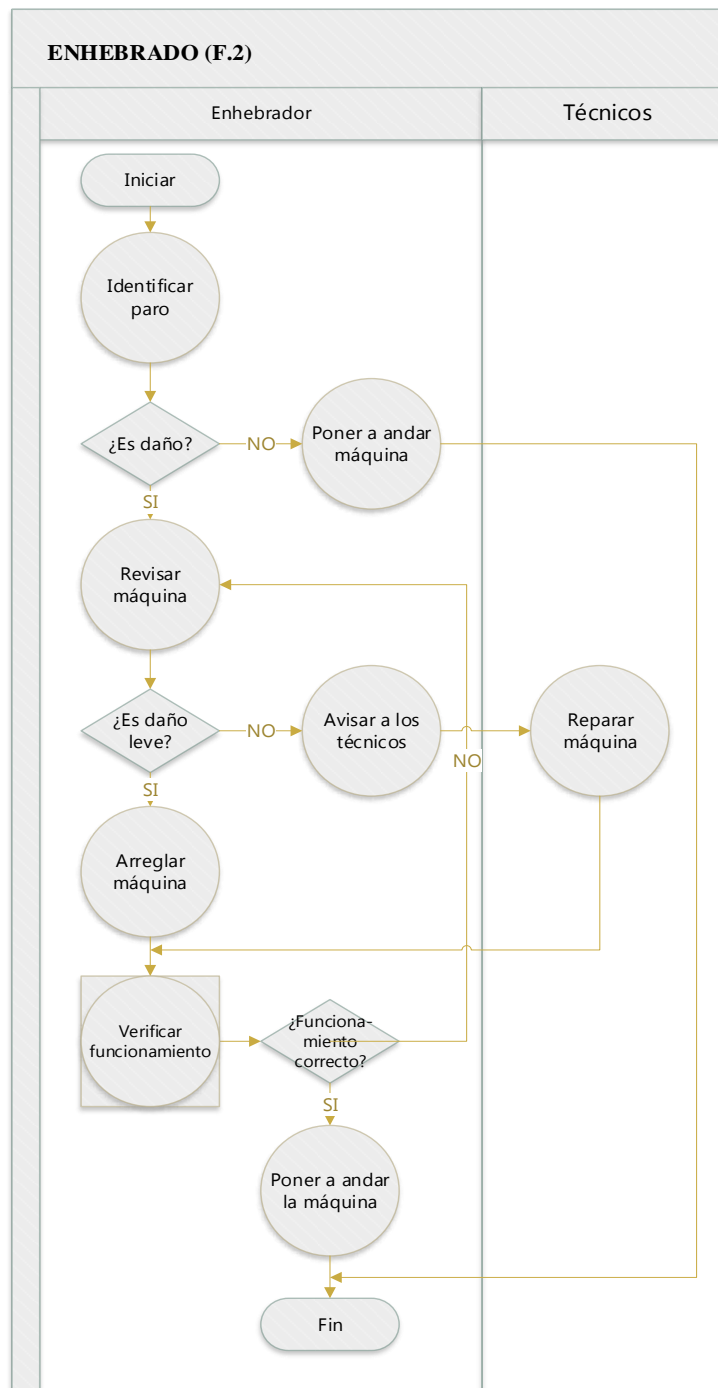 ENHEBRADO (F.2)
Enhebrador
Técnicos
Iniciar
Identificar
paro
¿Es daño?
NO
Poner a andar
máquina
SI
Revisar
máquina
¿Es daño
leve?
NO
Avisar a los
técnicos
Reparar
máquina
NO
SI
Arreglar
máquina
Verificar
funcionamiento
¿Funciona-
miento
correcto?
SI
Poner a andar
la máquina
Fin